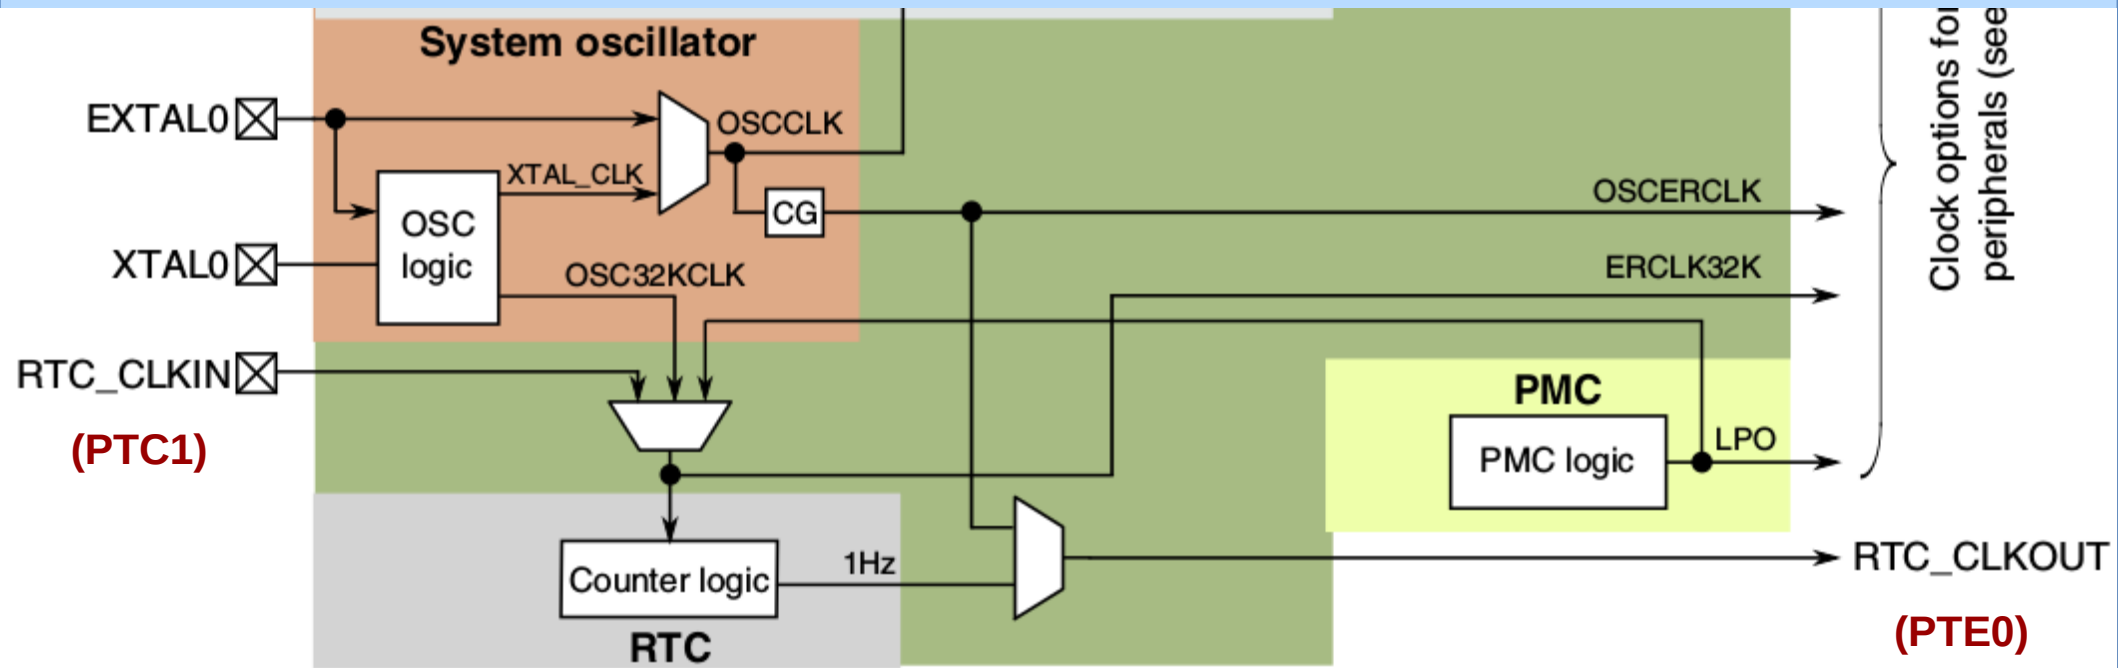 System oscillator
EXTAL0
OSCCLK
XTAL_CLK
OSC
logic
CG
OSCERCLK
XTAL0
OSC32KCLK
ERCLK32K
Clock options for
peripherals (see
RTC_CLKIN
(PTC1)
PMC
PMC logic
LPO
Counter logic
1Hz
RTC
RTC_CLKOUT
(PTE0)